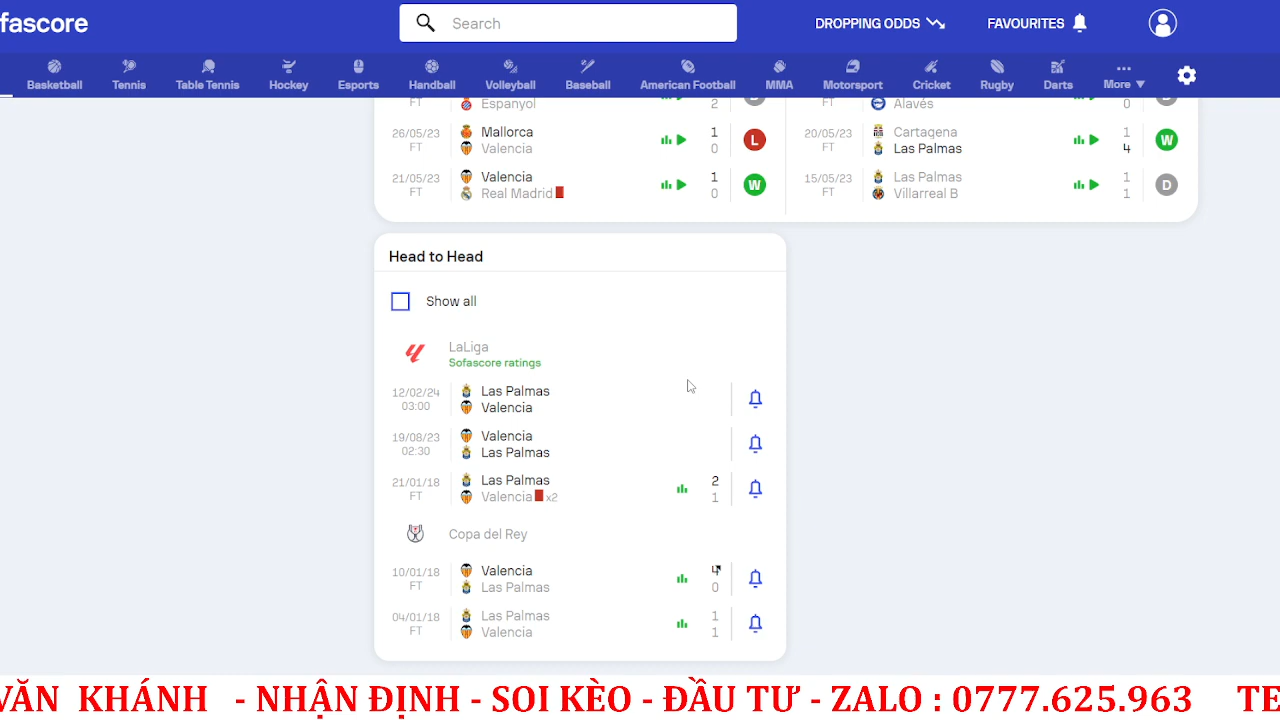 fascore
Search
DROPPING ODDS
FAVOURITES
Basketball
Tennis
Table Tennis
Hockey
Esports
Handball
Volleyball
Baseball
American Football
MMA
Motorsport
Cricket
Rugby
Darts
More
FT
Espanyol
2
D
26/05/23
FT
Mallorca
Valencia
1
0
L
21/05/23
FT
Valencia
Real Madrid
1
0
W
FT
Alavés
0
D
20/05/23
FT
Cartagena
Las Palmas
1
4
W
15/05/23
FT
Las Palmas
Villarreal B
1
1
D
Head to Head
Show all
LaLiga
Sofascore ratings
12/02/24
03:00
Las Palmas
Valencia
19/08/23
02:30
Valencia
Las Palmas
21/01/18
FT
Las Palmas
Valencia x2
2
1
Copa del Rey
10/01/18
FT
Valencia
Las Palmas
4
0
04/01/18
FT
Las Palmas
Valencia
1
1
VĂN KHÁNH - NHẬN ĐỊNH - SOI KÈO - ĐẦU TƯ - ZALO : 0777.625.963 TE